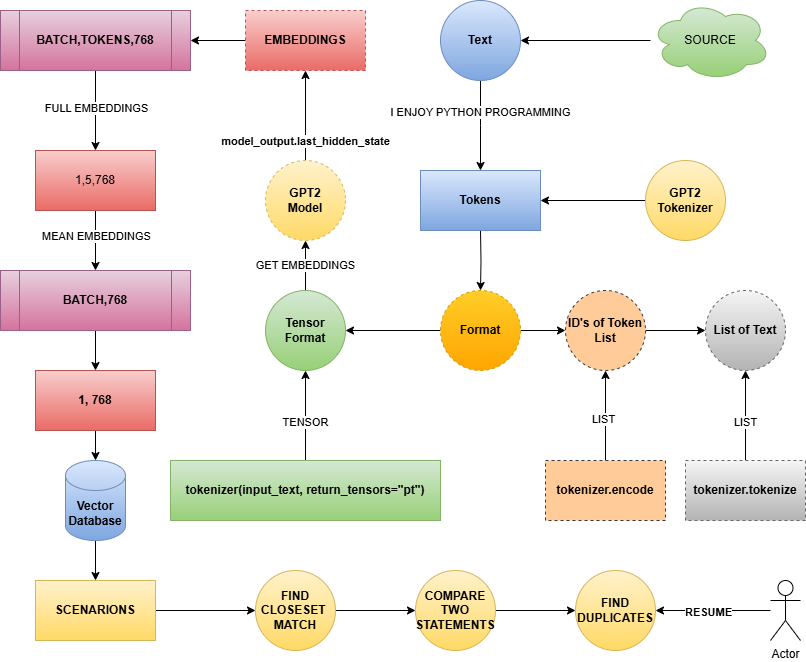 BATCH,TOKENS,768
EMBEDDINGS
Text
SOURCE
FULL EMBEDDINGS
I ENJOY PYTHON PROGRAMMING
model_output.last_hidden_state
1,5,768
GPT2
Model
Tokens
GPT2
Tokenizer
MEAN EMBEDDINGS
GET EMBEDDINGS
BATCH,768
Tensor
Format
Format
ID's of Token
List
List of Text
1, 768
TENSOR
LIST
LIST
Vector
Database
tokenizer(input_text, return_tensors="pt")
tokenizer.encode
tokenizer.tokenize
SCENARIONS
FIND
CLOSESET
MATCH
COMPARE
TWO
STATEMENTS
FIND
DUPLICATES
RESUME
Actor